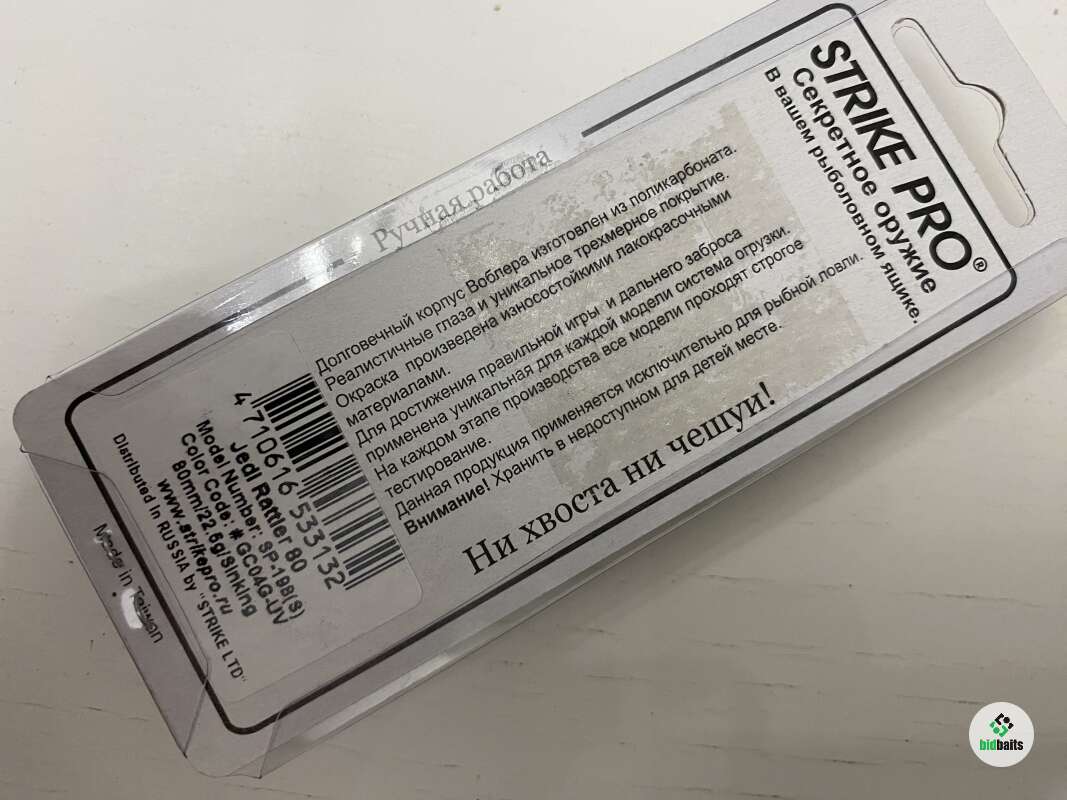 STRIKE PRO®
Секретное оружие
в вашем рыболовном ящике.
Ручная работа
Долговечный корпус Воблера изготовлен из поликарбоната.
Реалистичные глаза и уникальное трехмерное покрытие.
Окраска произведена износостойкими лакокрасочными
материалами.
Для достижения правильной игры и дальнего заброса
применена уникальная для каждой модели система огрузки.
На каждом этапе производства все модели проходят строгое
тестирование.
Данная продукция применяется исключительно для рыбной ловли.
Внимание! Хранить в недоступном для детей месте.
Ни хвоста ни чешуи!
4 710616 533132
Jedi Rattler 80
Model Number: SP-198(S)
Color Code: # GC04G-UV
80mm/22.5g/Sinking
www.strikepro.ru
Distributed in RUSSIA by "STRIKE LTD"
Made in Taiwan
bidbaits